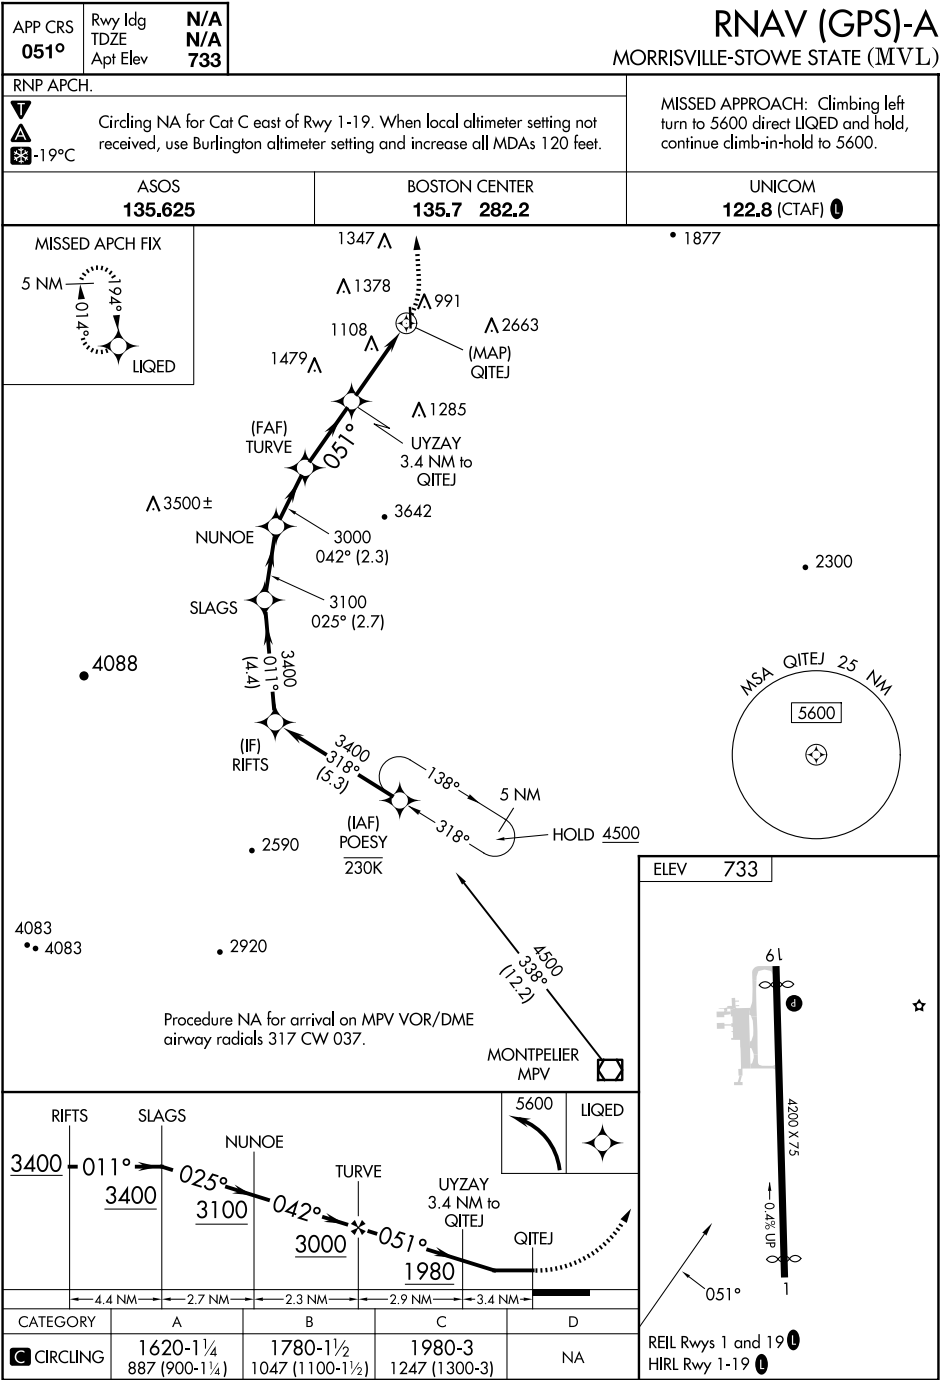 APP CRS
051°
Rwy ldg N/A
TDZE N/A
Apt Elev 733
RNAV (GPS)-A
MORRISVILLE-STOWE STATE (MVL)
RNP APCH.
T
A
-19°C
Circling NA for Cat C east of Rwy 1-19. When local altimeter setting not
received, use Burlington altimeter setting and increase all MDAs 120 feet.
MISSED APPROACH: Climbing left
turn to 5600 direct LIQED and hold,
continue climb-in-hold to 5600.
ASOS
135.625
BOSTON CENTER
135.7 282.2
UNICOM
122.8 (CTAF) L
MISSED APCH FIX
5 NM
194°
014°
LIQED
1347
1877
1378
991
1108
2663
(MAP)
QITEJ
1479
1285
(FAF)
TURVE
051°
UYZAY
3.4 NM to
QITEJ
3500±
3642
NUNOE
3000
042° (2.3)
2300
SLAGS
3100
025° (2.7)
4088
3400
011°
(4.4)
MSA QITEJ 25 NM
5600
(IF)
RIFTS
3400
318°
(5.3)
138°
5 NM
318°
HOLD 4500
(IAF)
POESY
230K
2590
4083
4083
2920
4500
338°
(12.2)
Procedure NA for arrival on MPV VOR/DME
airway radials 317 CW 037.
MONTPELIER
MPV
ELEV 733
19
P
4200 X 75
0.4% UP
051°
1
REIL Rwys 1 and 19 L
HIRL Rwy 1-19 L
RIFTS
SLAGS
NUNOE
TURVE
UYZAY
3.4 NM to
QITEJ
QITEJ
5600
LIQED
3400
011°
3400
025°
3100
042°
3000
051°
1980
4.4 NM
2.7 NM
2.3 NM
2.9 NM
3.4 NM
CATEGORY A B C D
C CIRCLING
1620-1¼
887 (900-1¼)
1780-1½
1047 (1100-1½)
1980-3
1247 (1300-3)
NA